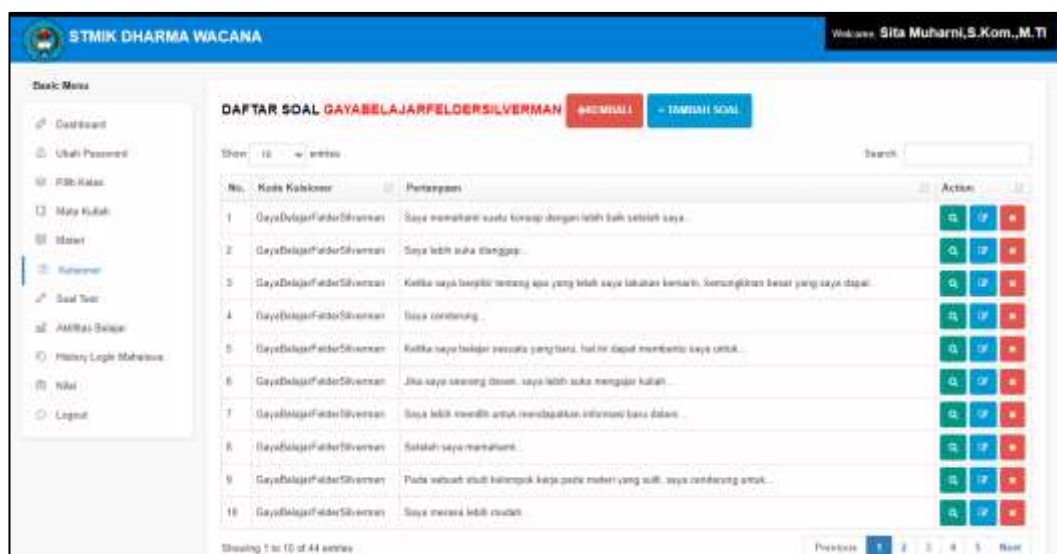 STMIK DHARMA WACANA
Welcome, Sita Muharni,S.Kom.,M.TI
Basic Menu
Dashboard
Ubah Password
Pilih Kelas
Mata Kuliah
Materi
Kuisioner
Soal Test
Aktifitas Belajar
History Login Mahasiswa
Nilai
Logout
DAFTAR SOAL GAYABELAJARFELDERSILVERMAN KEMBALI + TAMBAH SOAL
Show 10 entries Search:
No. Kode Kuisioner Pertanyaan Action
1 GayaBelajarFelderSilverman Saya memahami suatu konsep dengan lebih baik setelah saya...
2 GayaBelajarFelderSilverman Saya lebih suka dianggap...
3 GayaBelajarFelderSilverman Ketika saya berpikir tentang apa yang telah saya lakukan kemarin, kemungkinan besar yang saya dapat...
4 GayaBelajarFelderSilverman Saya cenderung...
5 GayaBelajarFelderSilverman Ketika saya belajar sesuatu yang baru, hal ini dapat membantu saya untuk...
6 GayaBelajarFelderSilverman Jika saya seorang dosen, saya lebih suka mengajar kuliah...
7 GayaBelajarFelderSilverman Saya lebih memilih untuk mendapatkan informasi baru dalam...
8 GayaBelajarFelderSilverman Setelah saya memahami...
9 GayaBelajarFelderSilverman Pada sebuah studi kelompok kerja pada materi yang sulit, saya cenderung untuk...
10 GayaBelajarFelderSilverman Saya merasa lebih mudah...
Showing 1 to 10 of 44 entries Previous 1 2 3 4 5 Next